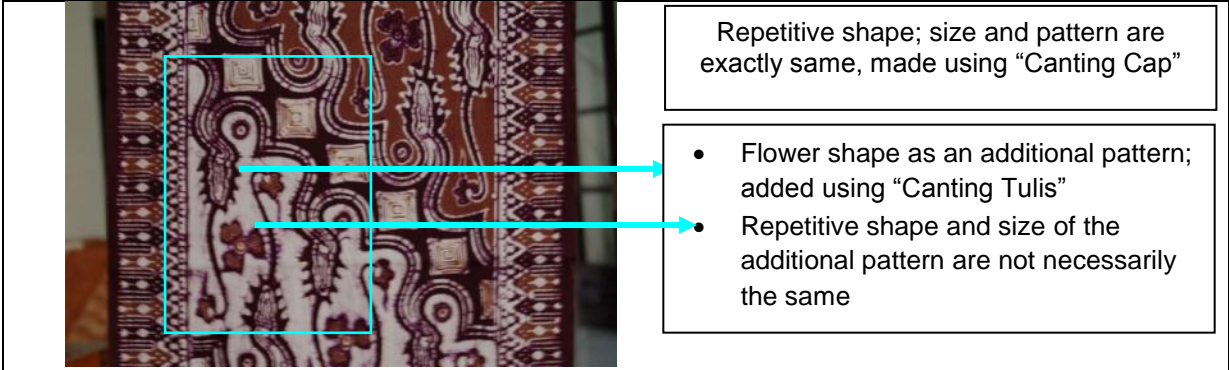 Repetitive shape; size and pattern are
exactly same, made using “Canting Cap”
• Flower shape as an additional pattern;
added using “Canting Tulis”
• Repetitive shape and size of the
additional pattern are not necessarily
the same